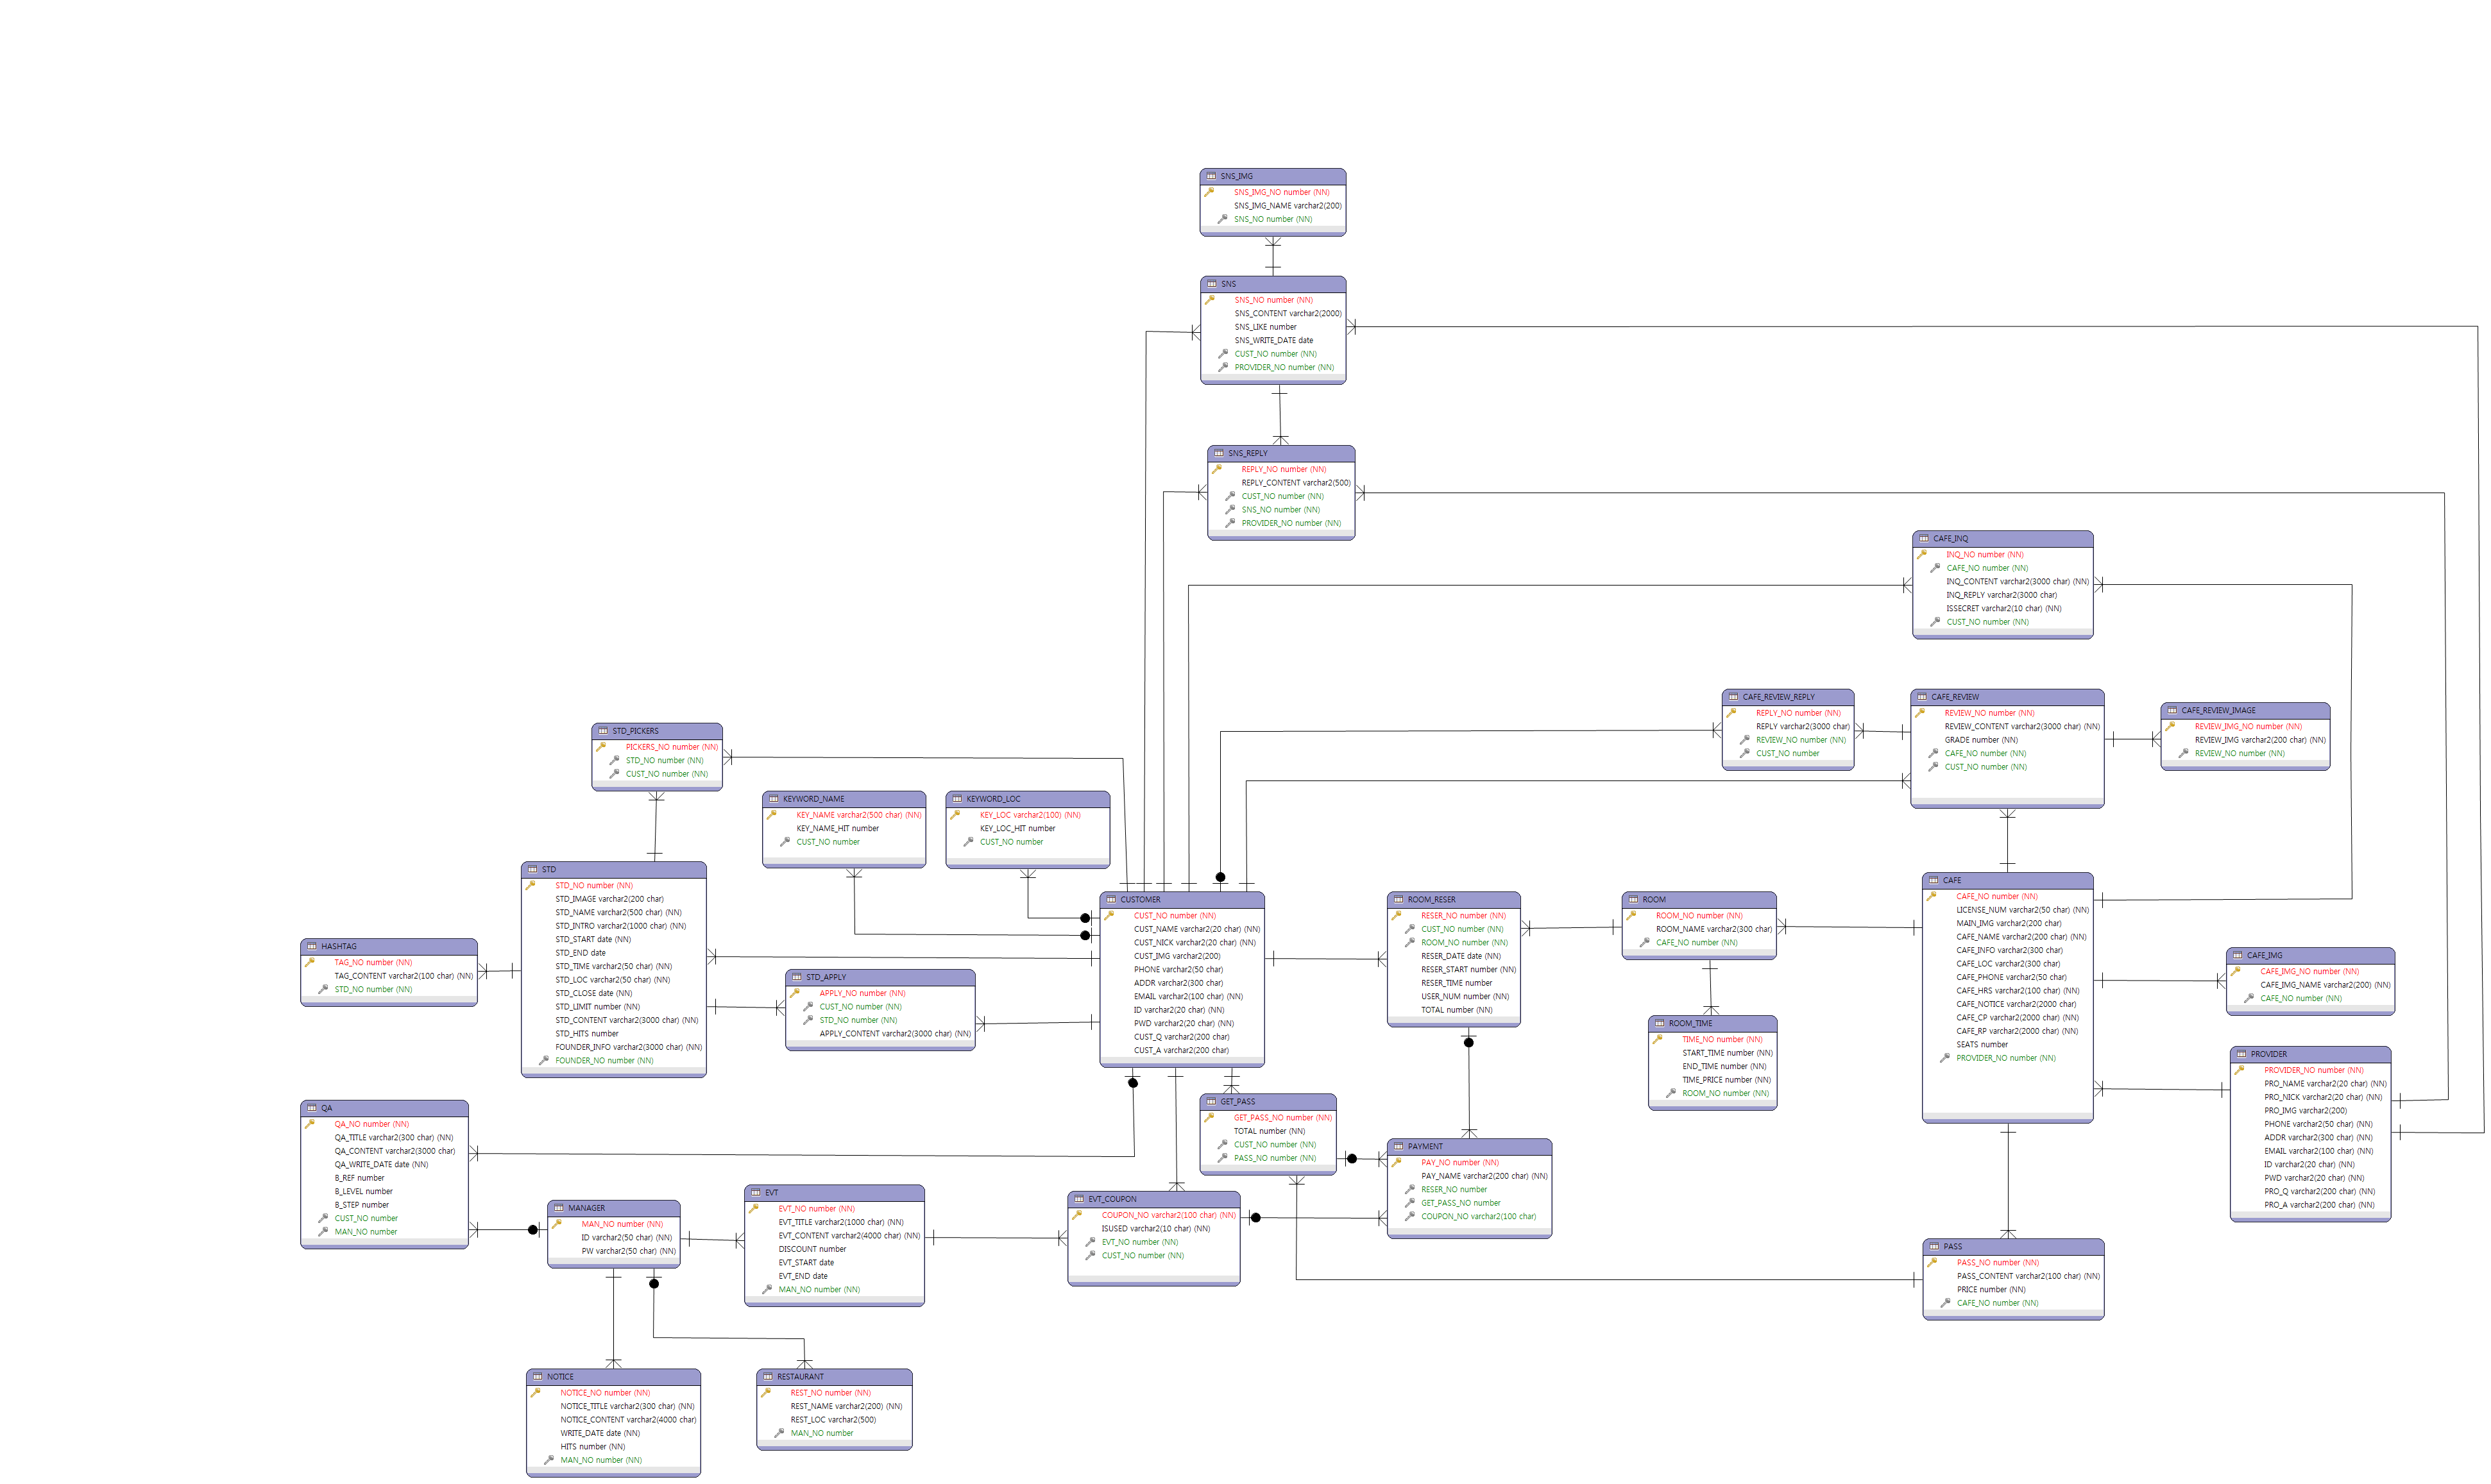 SNS_IMG
SNS_IMG_NO number (NN)
SNS_IMG_NAME varchar2(200)
SNS_NO number (NN)
SNS
SNS_NO number (NN)
SNS_CONTENT varchar2(2000)
SNS_LIKE number
SNS_WRITE_DATE date
CUST_NO number (NN)
PROVIDER_NO number (NN)
SNS_REPLY
REPLY_NO number (NN)
REPLY_CONTENT varchar2(500)
CUST_NO number (NN)
SNS_NO number (NN)
PROVIDER_NO number (NN)
CAFE_INQ
INQ_NO number (NN)
CAFE_NO number (NN)
INQ_CONTENT varchar2(3000 char) (NN)
INQ_REPLY varchar2(3000 char)
ISSECRET varchar2(10 char) (NN)
CUST_NO number (NN)
CAFE_REVIEW_REPLY
REPLY_NO number (NN)
REPLY varchar2(3000 char)
REVIEW_NO number (NN)
CUST_NO number
CAFE_REVIEW
REVIEW_NO number (NN)
REVIEW_CONTENT varchar2(3000 char) (NN)
GRADE number (NN)
CAFE_NO number (NN)
CUST_NO number (NN)
CAFE_REVIEW_IMAGE
REVIEW_IMG_NO number (NN)
REVIEW_IMG varchar2(200 char) (NN)
REVIEW_NO number (NN)
STD_PICKERS
PICKERS_NO number (NN)
STD_NO number (NN)
CUST_NO number (NN)
KEYWORD_NAME
KEY_NAME varchar2(500 char) (NN)
KEY_NAME_HIT number
CUST_NO number
KEYWORD_LOC
KEY_LOC varchar2(100) (NN)
KEY_LOC_HIT number
CUST_NO number
STD
STD_NO number (NN)
STD_IMAGE varchar2(200 char)
STD_NAME varchar2(500 char) (NN)
STD_INTRO varchar2(1000 char) (NN)
STD_START date (NN)
STD_END date
STD_TIME varchar2(50 char) (NN)
STD_LOC varchar2(50 char) (NN)
STD_CLOSE date (NN)
STD_LIMIT number (NN)
STD_CONTENT varchar2(3000 char) (NN)
STD_HITS number
FOUNDER_INFO varchar2(3000 char) (NN)
FOUNDER_NO number (NN)
HASHTAG
TAG_NO number (NN)
TAG_CONTENT varchar2(100 char) (NN)
STD_NO number (NN)
STD_APPLY
APPLY_NO number (NN)
CUST_NO number (NN)
STD_NO number (NN)
APPLY_CONTENT varchar2(3000 char) (NN)
CUSTOMER
CUST_NO number (NN)
CUST_NAME varchar2(20 char) (NN)
CUST_NICK varchar2(20 char) (NN)
CUST_IMG varchar2(200)
PHONE varchar2(50 char)
ADDR varchar2(300 char)
EMAIL varchar2(100 char) (NN)
ID varchar2(20 char) (NN)
PWD varchar2(20 char) (NN)
CUST_Q varchar2(200 char)
CUST_A varchar2(200 char)
ROOM_RESER
RESER_NO number (NN)
CUST_NO number (NN)
ROOM_NO number (NN)
RESER_DATE date (NN)
RESER_START number (NN)
RESER_TIME number
USER_NUM number (NN)
TOTAL number (NN)
ROOM
ROOM_NO number (NN)
ROOM_NAME varchar2(300 char)
CAFE_NO number (NN)
ROOM_TIME
TIME_NO number (NN)
START_TIME number (NN)
END_TIME number (NN)
TIME_PRICE number (NN)
ROOM_NO number (NN)
CAFE
CAFE_NO number (NN)
LICENSE_NUM varchar2(50 char) (NN)
MAIN_IMG varchar2(200 char)
CAFE_NAME varchar2(200 char) (NN)
CAFE_INFO varchar2(300 char)
CAFE_LOC varchar2(300 char)
CAFE_PHONE varchar2(50 char)
CAFE_HRS varchar2(100 char) (NN)
CAFE_NOTICE varchar2(2000 char)
CAFE_CP varchar2(2000 char) (NN)
CAFE_RP varchar2(2000 char) (NN)
SEATS number
PROVIDER_NO number (NN)
CAFE_IMG
CAFE_IMG_NO number (NN)
CAFE_IMG_NAME varchar2(200) (NN)
CAFE_NO number (NN)
PROVIDER
PROVIDER_NO number (NN)
PRO_NAME varchar2(20 char) (NN)
PRO_NICK varchar2(20 char) (NN)
PRO_IMG varchar2(200)
PHONE varchar2(50 char) (NN)
ADDR varchar2(300 char) (NN)
EMAIL varchar2(100 char) (NN)
ID varchar2(20 char) (NN)
PWD varchar2(20 char) (NN)
PRO_Q varchar2(200 char) (NN)
PRO_A varchar2(200 char) (NN)
QA
QA_NO number (NN)
QA_TITLE varchar2(300 char) (NN)
QA_CONTENT varchar2(3000 char)
QA_WRITE_DATE date (NN)
B_REF number
B_LEVEL number
B_STEP number
CUST_NO number
MAN_NO number
MANAGER
MAN_NO number (NN)
ID varchar2(50 char) (NN)
PW varchar2(50 char) (NN)
EVT
EVT_NO number (NN)
EVT_TITLE varchar2(1000 char) (NN)
EVT_CONTENT varchar2(4000 char) (NN)
DISCOUNT number
EVT_START date
EVT_END date
MAN_NO number (NN)
EVT_COUPON
COUPON_NO varchar2(100 char) (NN)
ISUSED varchar2(10 char) (NN)
EVT_NO number (NN)
CUST_NO number (NN)
GET_PASS
GET_PASS_NO number (NN)
TOTAL number (NN)
CUST_NO number (NN)
PASS_NO number (NN)
PAYMENT
PAY_NO number (NN)
PAY_NAME varchar2(200 char) (NN)
RESER_NO number
GET_PASS_NO number
COUPON_NO varchar2(100 char)
PASS
PASS_NO number (NN)
PASS_CONTENT varchar2(100 char) (NN)
PRICE number (NN)
CAFE_NO number (NN)
NOTICE
NOTICE_NO number (NN)
NOTICE_TITLE varchar2(300 char) (NN)
NOTICE_CONTENT varchar2(4000 char)
WRITE_DATE date (NN)
HITS number (NN)
MAN_NO number (NN)
RESTAURANT
REST_NO number (NN)
REST_NAME varchar2(200) (NN)
REST_LOC varchar2(500)
MAN_NO number